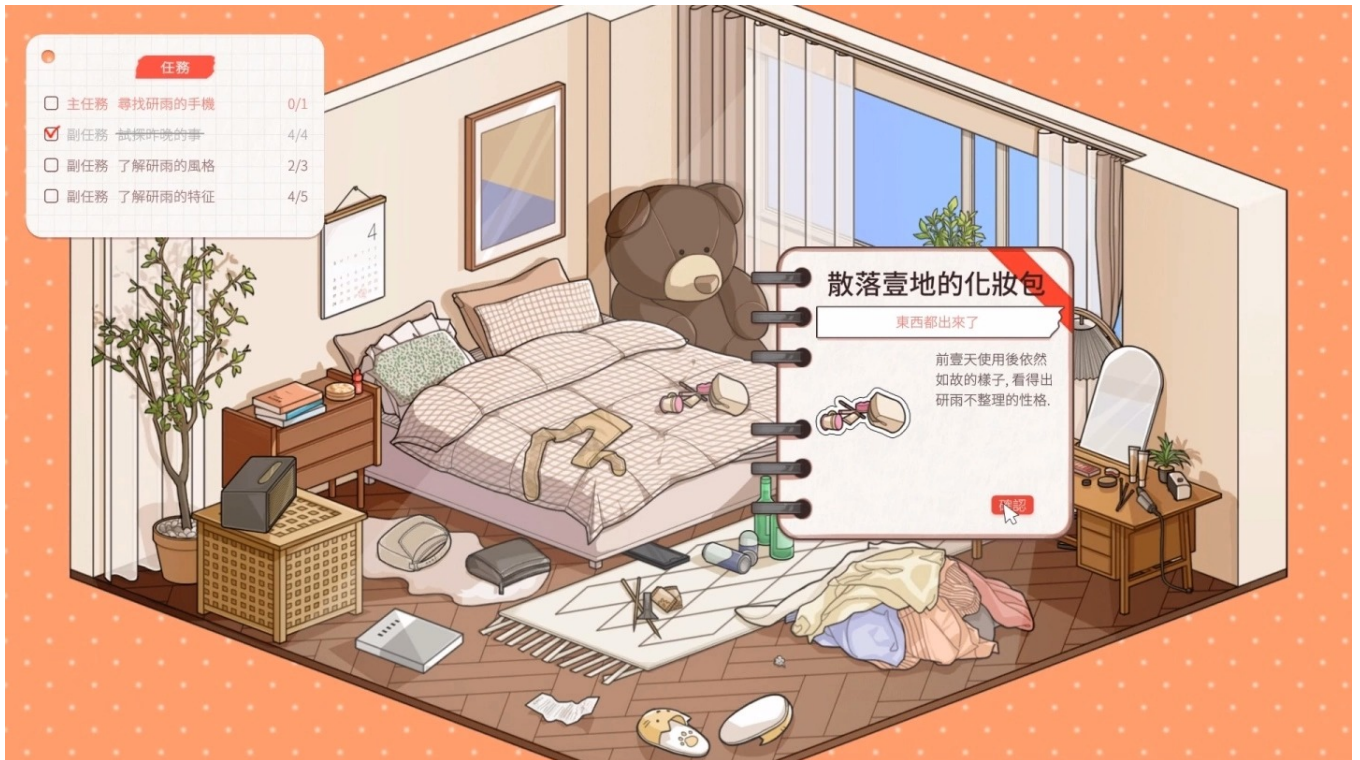 任務
主任務 尋找研雨的手機 0/1
副任務 試探昨晚的事 4/4
副任務 了解研雨的風格 2/3
副任務 了解研雨的特征 4/5
4
散落壹地的化妝包
東西都出來了
前壹天使用後依然
如故的樣子, 看得出
研雨不整理的性格.
確認